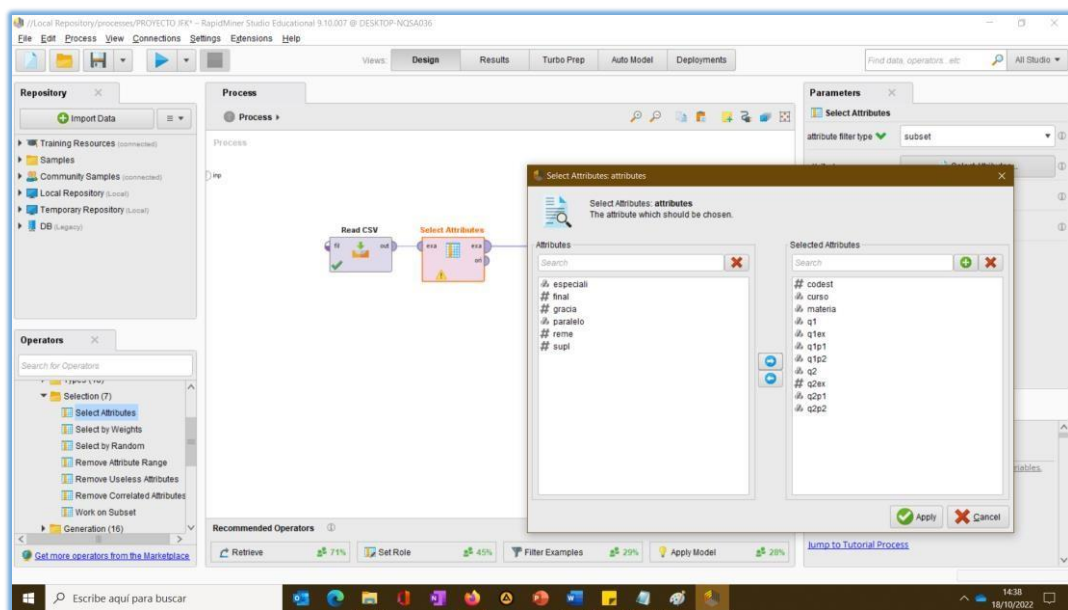 //Local Repository/processes/PROYECTO JFK* – RapidMiner Studio Educational 9.10.007 @ DESKTOP-NQSA036
File Edit Process View Connections Settings Extensions Help
Views: Design Results Turbo Prep Auto Model Deployments
Find data, operators...etc
All Studio
Repository
Import Data
Training Resources (connected)
Samples
Community Samples (connected)
Local Repository (Local)
Temporary Repository (Local)
DB (Legacy)
Operators
Search for Operators
Selection (7)
Select Attributes
Select by Weights
Select by Random
Remove Attribute Range
Remove Useless Attributes
Remove Correlated Attributes
Work on Subset
Generation (16)
Get more operators from the Marketplace
Process
Process
Process
inp
Read CSV
fil
out
Select Attributes
exa
exa
ori
Recommended Operators
Retrieve 71%
Set Role 45%
Filter Examples 29%
Apply Model 28%
Parameters
Select Attributes
attribute filter type
subset
Select Attributes: attributes
Select Attributes: attributes
The attribute which should be chosen.
Attributes
Search
especiali
final
gracia
paralelo
reme
supl
Selected Attributes
Search
codest
curso
materia
q1
q1ex
q1p1
q1p2
q2
q2ex
q2p1
q2p2
Apply
Cancel
Jump to Tutorial Process
Escribe aquí para buscar
14:38
18/10/2022